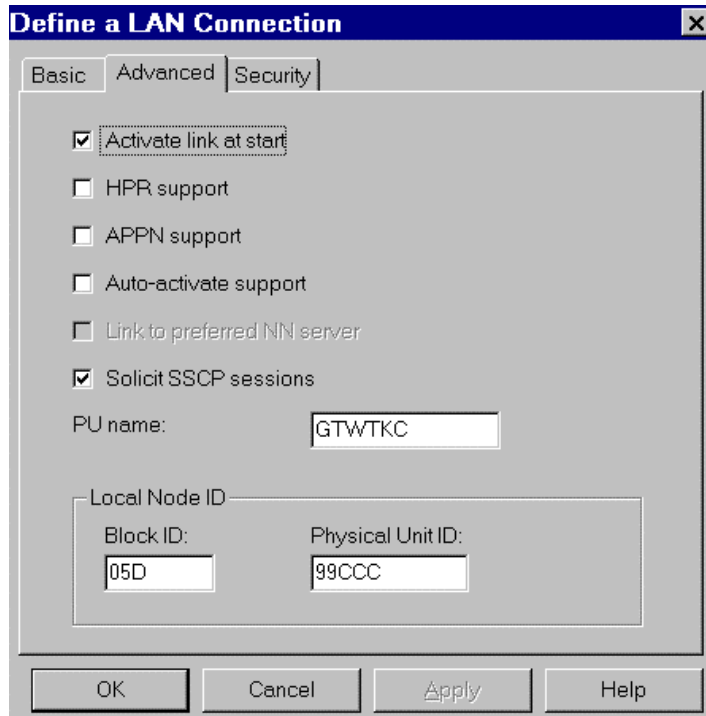 Define a LAN Connection
Basic Advanced Security
Activate link at start
HPR support
APPN support
Auto-activate support
Link to preferred NN server
Solicit SSCP sessions
PU name: GTWTKC
Local Node ID
Block ID: Physical Unit ID:
05D 99CCC
OK Cancel Apply Help